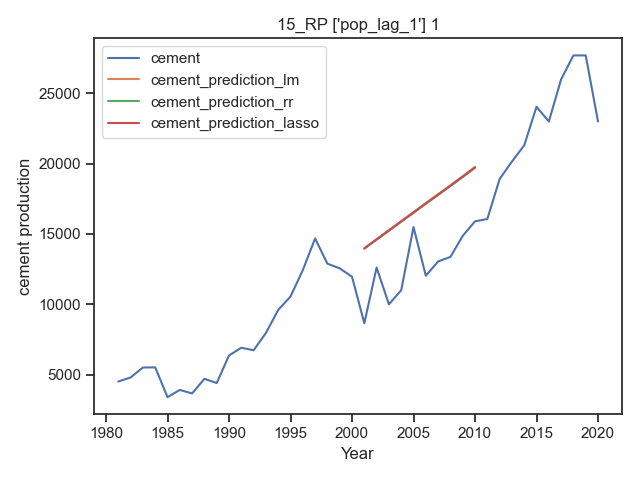 15_RP ['pop_lag_1'] 1
cement
cement_prediction_lm
cement_prediction_rr
cement_prediction_lasso
25000
20000
15000
10000
5000
cement production
1980
1985
1990
1995
2000
2005
2010
2015
2020
Year